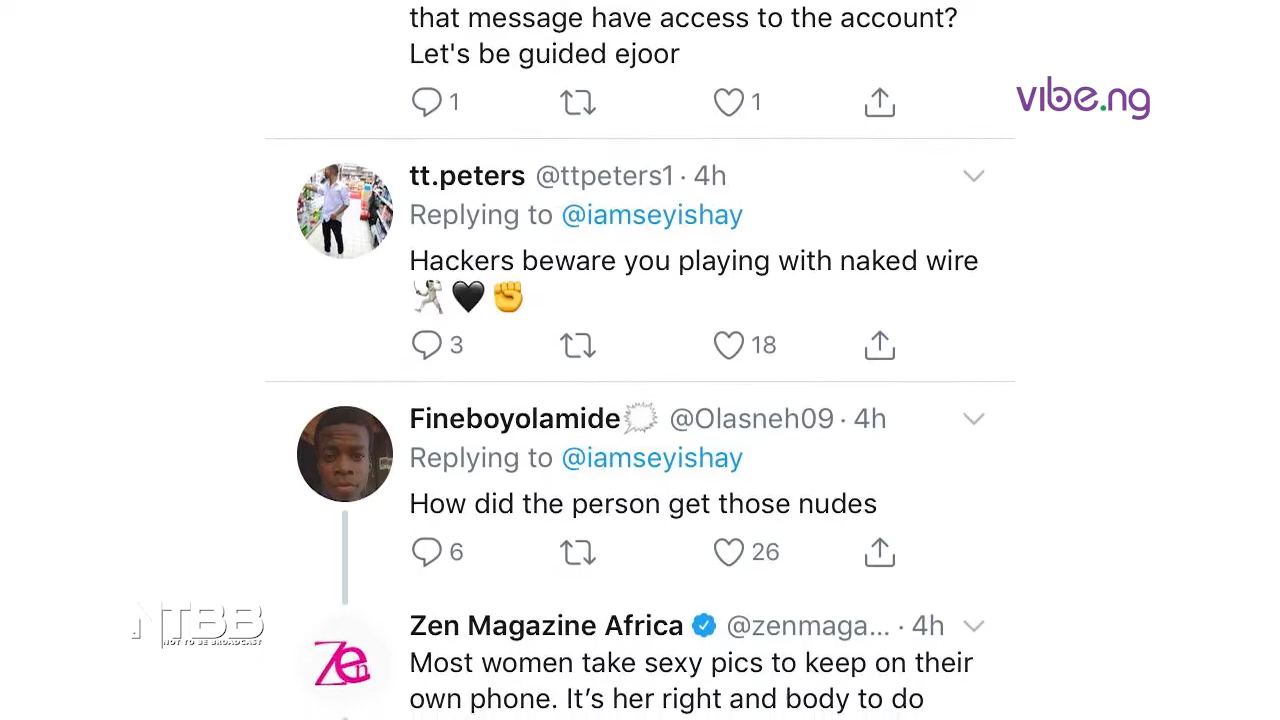 that message have access to the account?
Let's be guided ejoor
1
1
vibe.ng
tt.peters @ttpeters1 · 4h
Replying to @iamseyishay
Hackers beware you playing with naked wire
🤺🖤✊
3
18
Fineboyolamide🗯 @Olasneh09 · 4h
Replying to @iamseyishay
How did the person get those nudes
6
26
NTBB
NOT TO BE BROADCAST
Zen Magazine Africa @zenmaga... · 4h
Zen
Most women take sexy pics to keep on their
own phone. It’s her right and body to do